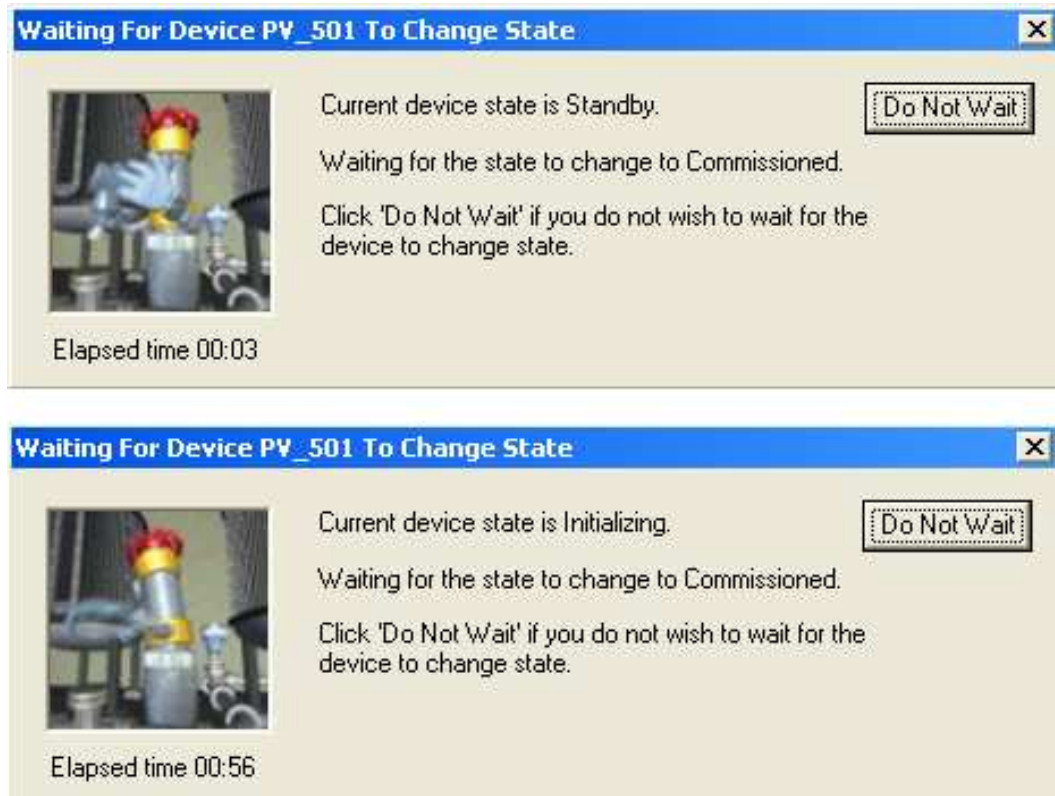 Waiting For Device PV_501 To Change State
Current device state is Standby.
Do Not Wait
Waiting for the state to change to Commissioned.
Click 'Do Not Wait' if you do not wish to wait for the
device to change state.
Elapsed time 00:03
Waiting For Device PV_501 To Change State
Current device state is Initializing.
Do Not Wait
Waiting for the state to change to Commissioned.
Click 'Do Not Wait' if you do not wish to wait for the
device to change state.
Elapsed time 00:56